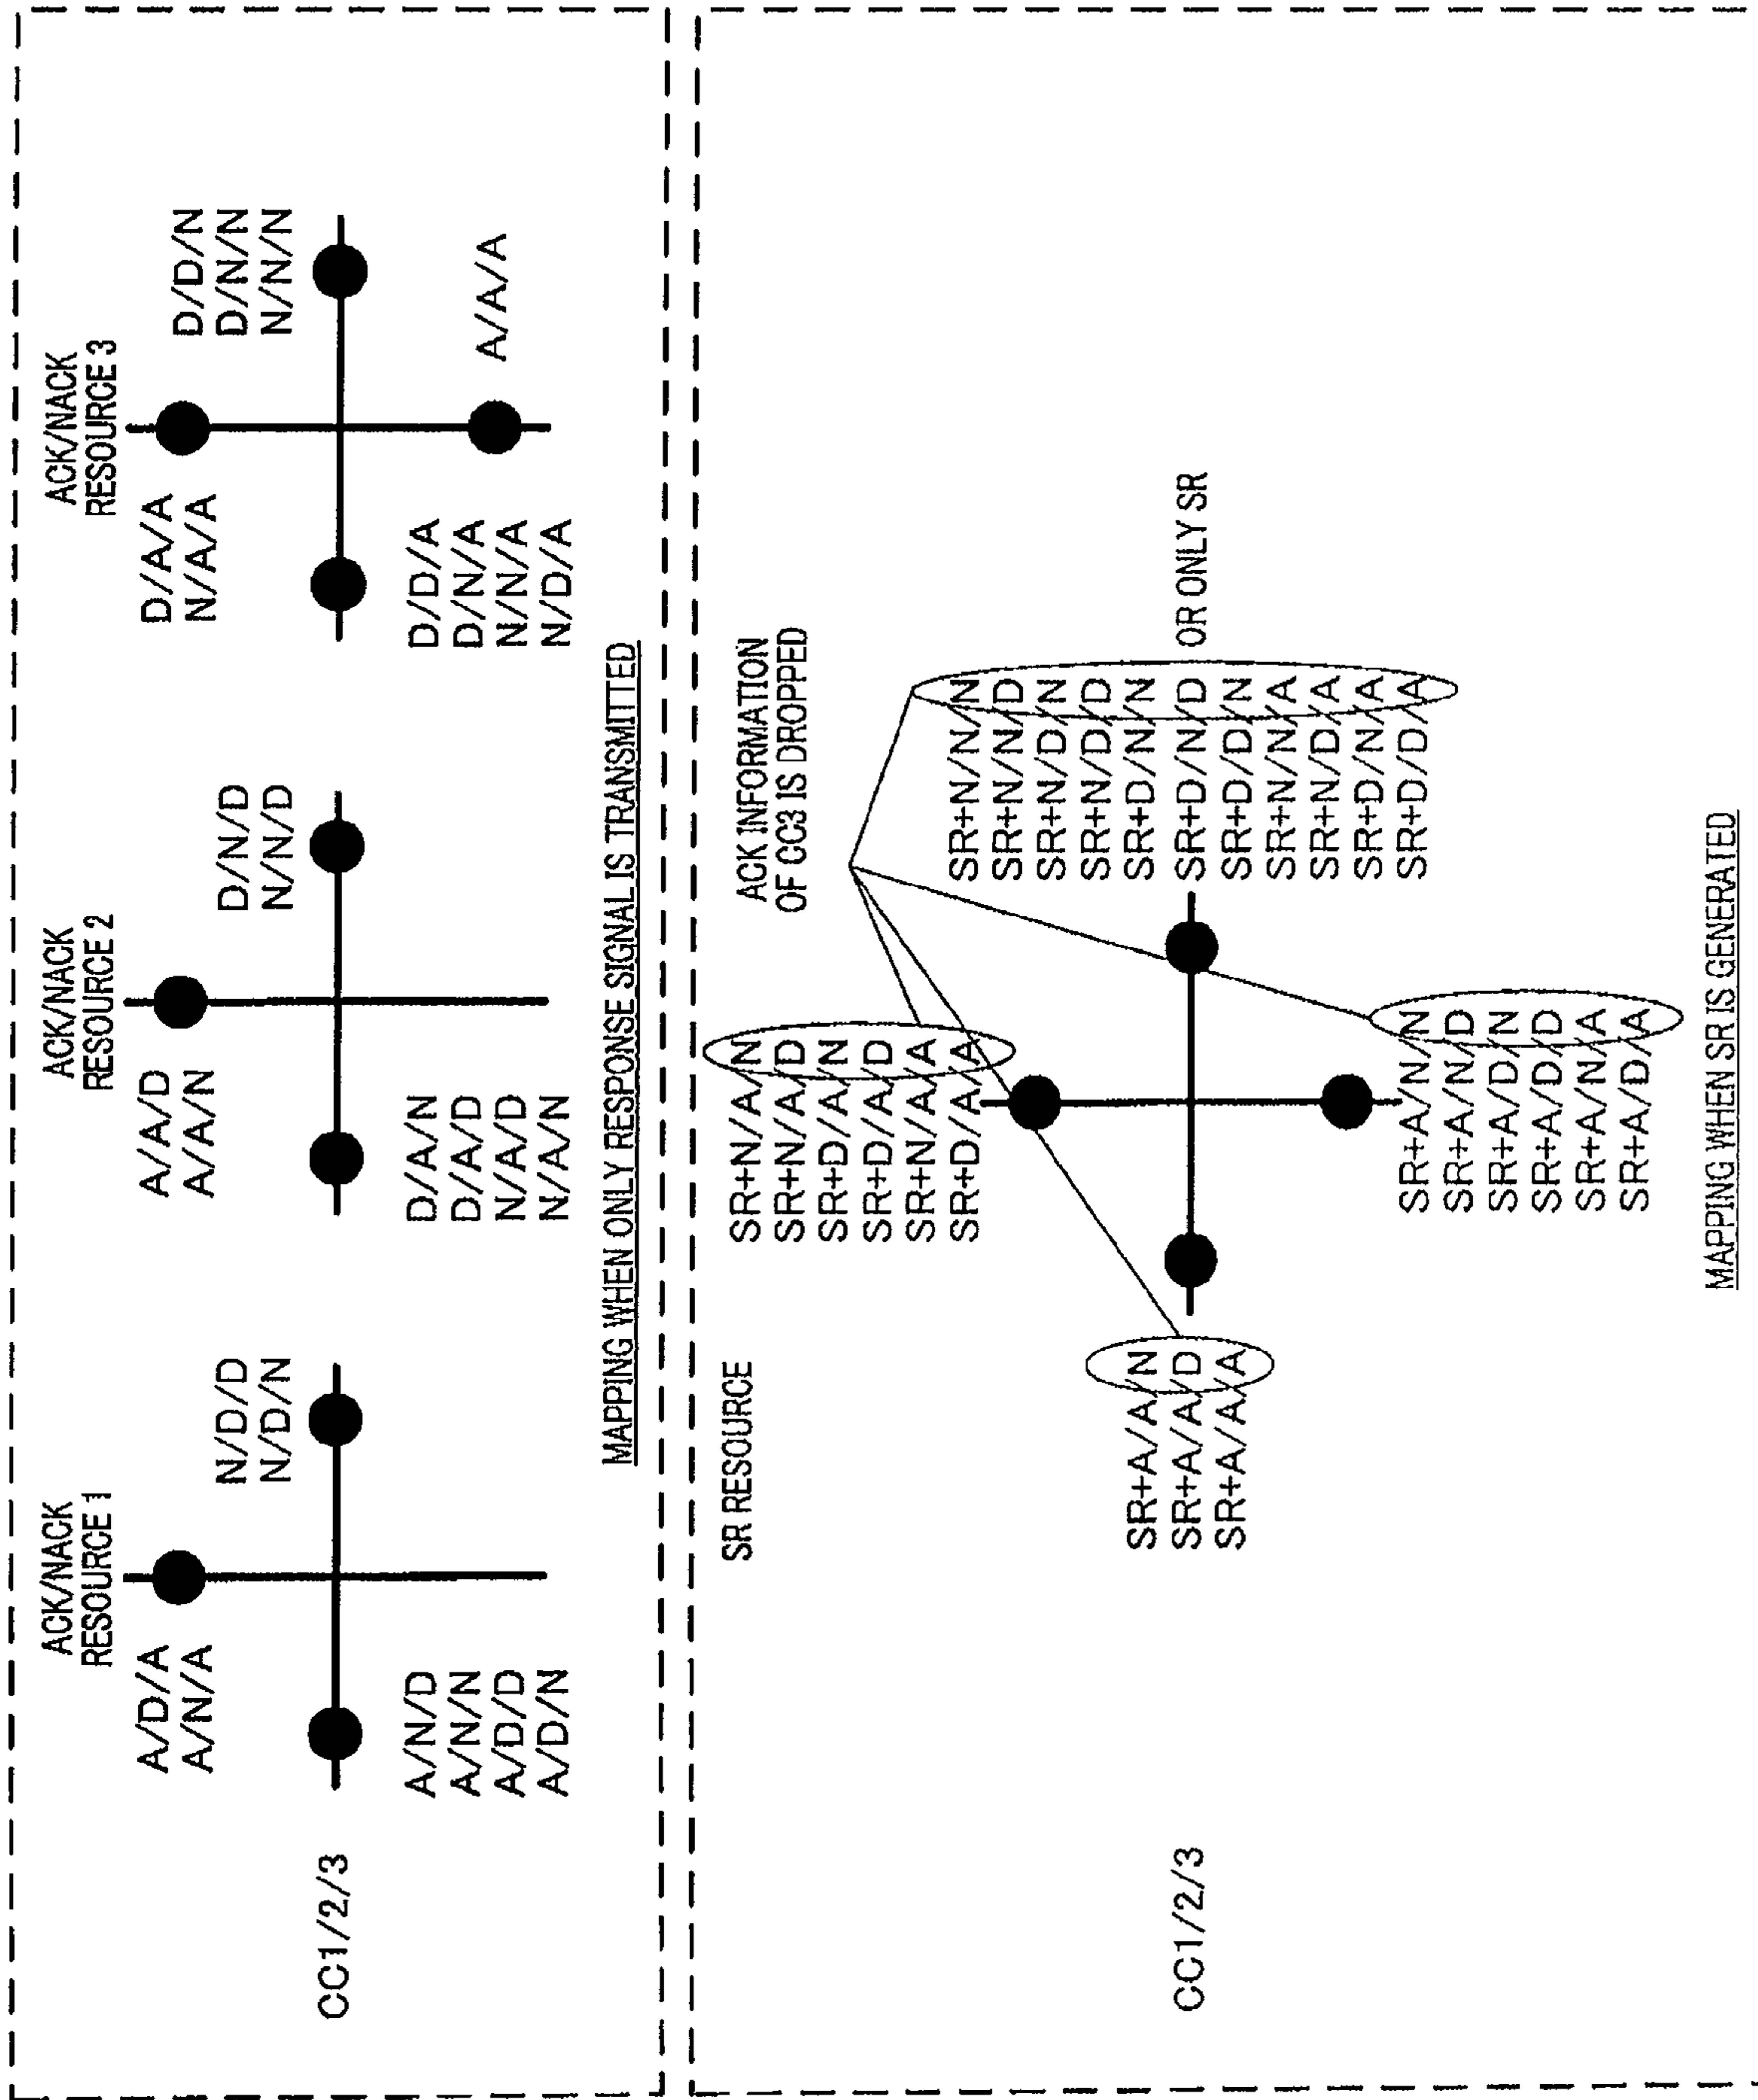 ACK/NACK
RESOURCE 1
A/D/A
A/N/A
N/D/D
N/D/N
CC1/2/3
A/N/D
A/N/N
A/D/D
A/D/N
ACK/NACK
RESOURCE 2
A/A/D
A/A/N
D/N/D
N/N/D
D/A/N
D/A/D
N/A/D
N/A/N
ACK/NACK
RESOURCE 3
D/A/A
N/A/A
D/D/N
D/N/N
N/N/N
D/D/A
D/N/A
N/N/A
N/D/A
A/A/A
MAPPING WHEN ONLY RESPONSE SIGNAL IS TRANSMITTED
SR RESOURCE
ACK INFORMATION
OF CC3 IS DROPPED
SR+N/A/N
SR+N/A/D
SR+D/A/N
SR+D/A/D
SR+N/A/A
SR+D/A/A
CC1/2/3
SR+A/A/N
SR+A/A/D
SR+A/A/A
SR+N/N/N
SR+N/N/D
SR+N/D/N
SR+N/D/D
SR+D/N/N
SR+D/N/D OR ONLY SR
SR+D/D/N
SR+N/N/A
SR+N/D/A
SR+D/N/A
SR+D/D/A
SR+A/N/N
SR+A/N/D
SR+A/D/N
SR+A/D/D
SR+A/N/A
SR+A/D/A
MAPPING WHEN SR IS GENERATED